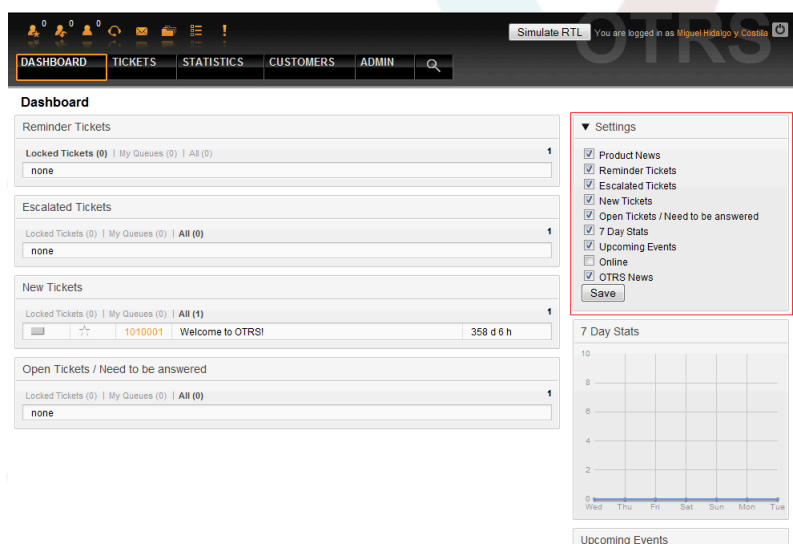 0 0 0
Simulate RTL You are logged in as Miguel Hidalgo y Costilla
OTRS
DASHBOARD TICKETS STATISTICS CUSTOMERS ADMIN
Dashboard
Reminder Tickets
Locked Tickets (0) | My Queues (0) | All (0) 1
none
Escalated Tickets
Locked Tickets (0) | My Queues (0) | All (0) 1
none
New Tickets
Locked Tickets (0) | My Queues (0) | All (1) 1
1010001 Welcome to OTRS! 358 d 6 h
Open Tickets / Need to be answered
Locked Tickets (0) | My Queues (0) | All (0) 1
none
▼ Settings
Product News
Reminder Tickets
Escalated Tickets
New Tickets
Open Tickets / Need to be answered
7 Day Stats
Upcoming Events
Online
OTRS News
Save
7 Day Stats
10
8
6
4
2
0
Wed Thu Fri Sat Sun Mon Tue
Upcoming Events